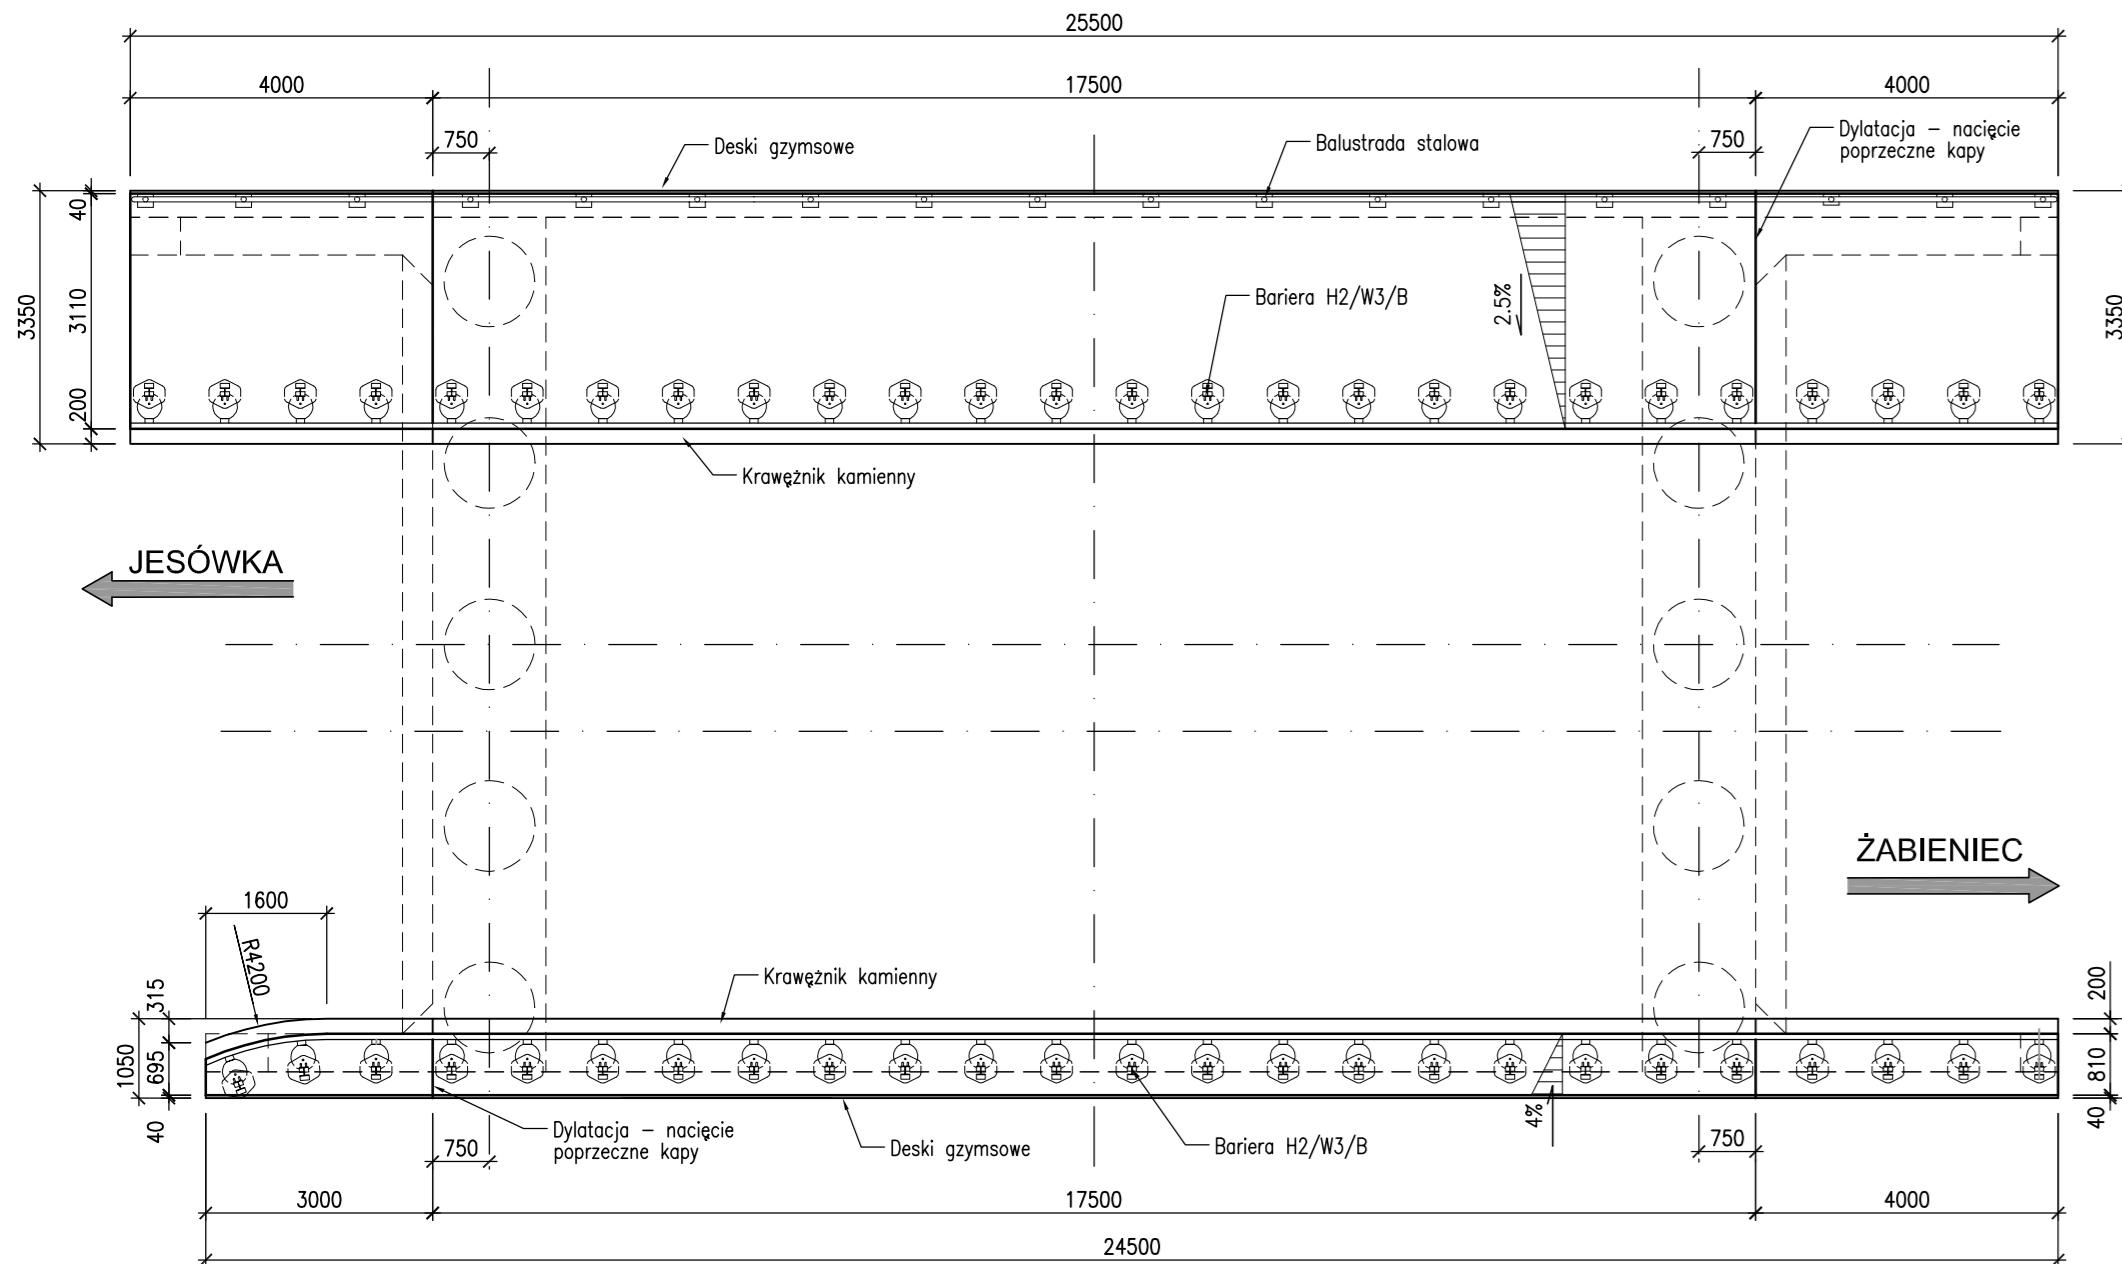 25500
4000
17500
4000
750
Deski gzymsowe
Balustrada stalowa
750
Dylatacja – nacięcie
poprzeczne kapy
40
3350
3110
200
Bariera H2/W3/B
2.5%
3350
Krawężnik kamienny
JESÓWKA
ŻABIENIEC
1600
R4200
315
1050
695
40
Krawężnik kamienny
200
810
40
4%
Dylatacja – nacięcie
poprzeczne kapy
750
Deski gzymsowe
Bariera H2/W3/B
750
3000
17500
4000
24500